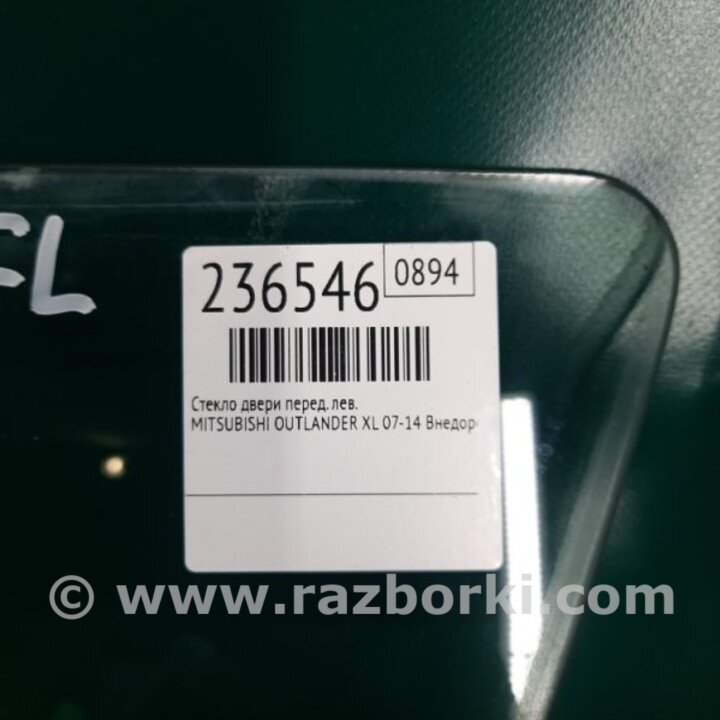 FL
236546 0894
Стекло двери перед. лев.
MITSUBISHI OUTLANDER XL 07-14 Внедор
© www.razborki.com